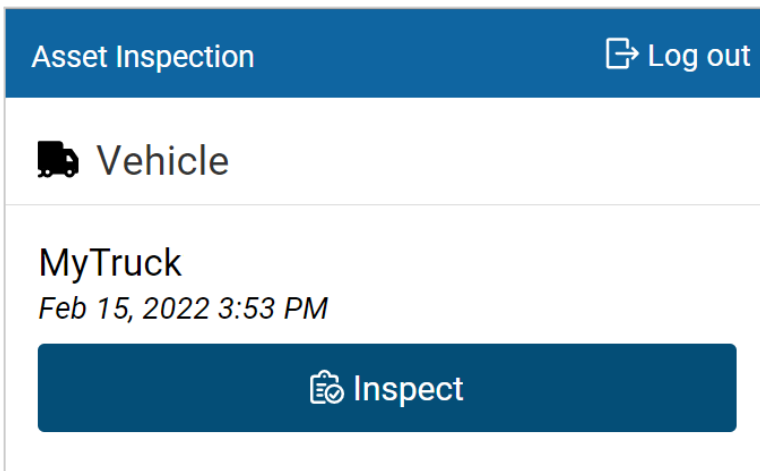 Asset Inspection Log out
Vehicle
MyTruck
Feb 15, 2022 3:53 PM
Inspect